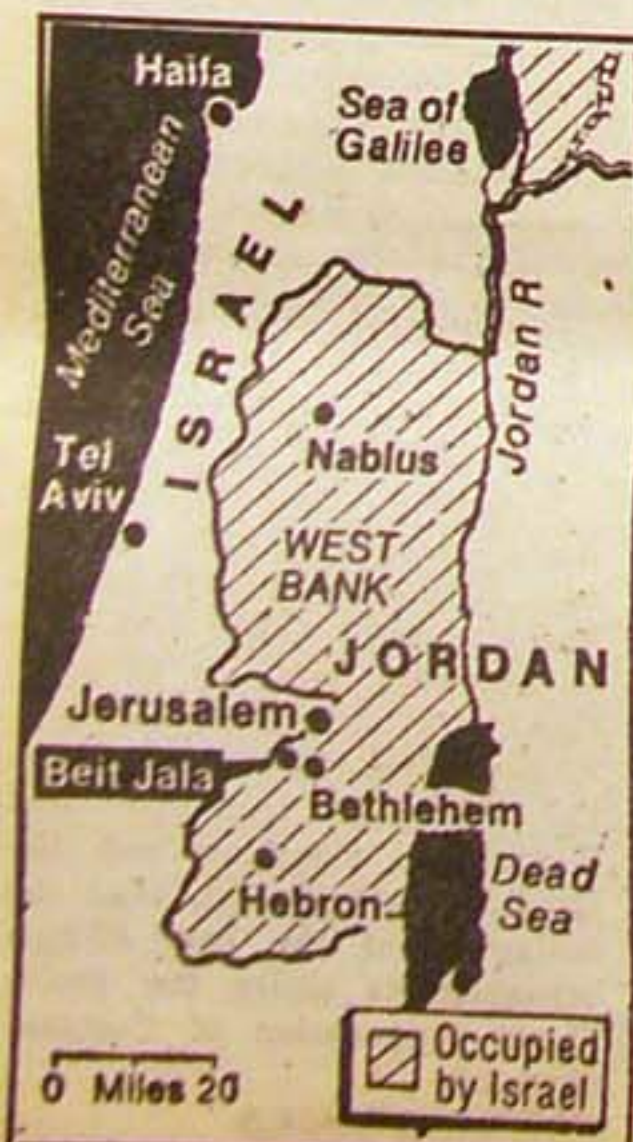 Haifa
Mediterranean
Sea
Sea of
Galilee
ISRAEL
Jordan R
Tel
Aviv
Nablus
WEST
BANK
JORDAN
Jerusalem
Beit Jala
Bethlehem
Hebron
Dead
Sea
0 Miles 20
Occupied
by Israel